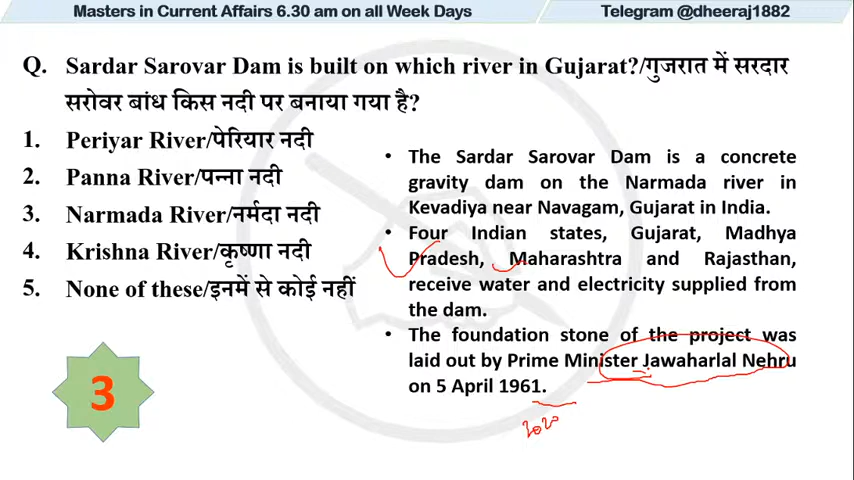 Masters in Current Affairs 6.30 am on all Week Days
Telegram @dheeraj1882
Q. Sardar Sarovar Dam is built on which river in Gujarat?/गुजरात में सरदार
सरोवर बांध किस नदी पर बनाया गया है?
1. Periyar River/पेरियार नदी
2. Panna River/पन्ना नदी
3. Narmada River/नर्मदा नदी
4. Krishna River/कृष्णा नदी
5. None of these/इनमें से कोई नहीं
3
• The Sardar Sarovar Dam is a concrete
gravity dam on the Narmada river in
Kevadiya near Navagam, Gujarat in India.
• Four Indian states, Gujarat, Madhya
Pradesh, Maharashtra and Rajasthan,
receive water and electricity supplied from
the dam.
• The foundation stone of the project was
laid out by Prime Minister Jawaharlal Nehru
on 5 April 1961.
2020